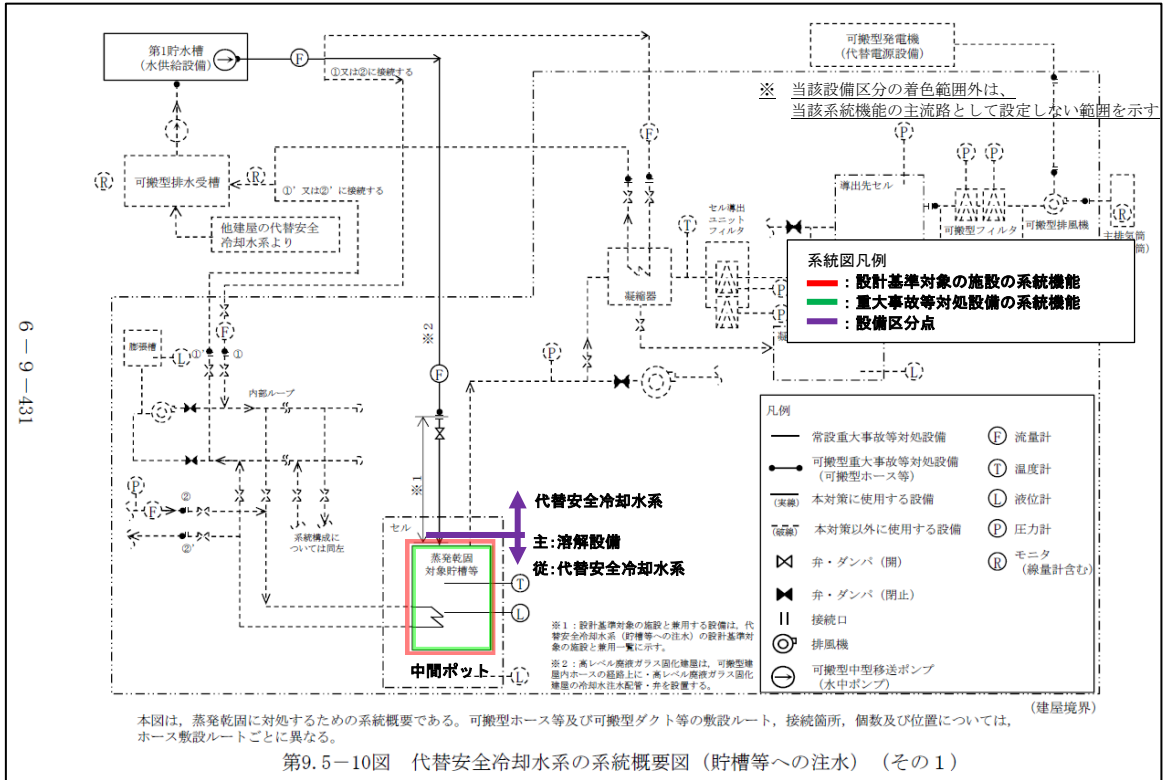 第1貯水槽
(水供給設備)
F
①又は②に接続する
可搬型発電機
(代替電源設備)
※ 当該設備区分の着色範囲外は、
当該系統機能の主流路として設定しない範囲を示す
F
P
P
P
R
可搬型排水受槽
R
①’又は②’に接続する
他建屋の代替安全
冷却水系より
導出先セル
可搬型フィルタ
可搬型排風機
R
主排気筒
筒)
セル導出
ユニット
フィルタ
T
凝縮器
P
P
凝
L
系統図凡例
:設計基準対象の施設の系統機能
:重大事故等対処設備の系統機能
:設備区分点
6-9-431
膨張槽
L
①’
F
①
内部ループ
※2
F
P
※1
P
F
②
②’
系統構成に
ついては同左
セル
代替安全冷却水系
主:溶解設備
従:代替安全冷却水系
蒸発乾固
対象貯槽等
T
L
中間ポット
L
※1:設計基準対象の施設と兼用する設備は,代
替安全冷却水系(貯槽等への注水)の設計基準対
象の施設と兼用一覧に示す。
※2:高レベル廃液ガラス固化建屋は,可搬型建
屋内ホースの経路上に・高レベル廃液ガラス固化
建屋の冷却水注水配管・弁を設置する。
凡例
常設重大事故等対処設備
可搬型重大事故等対処設備
(可搬型ホース等)
(実線) 本対策に使用する設備
(破線) 本対策以外に使用する設備
弁・ダンパ(開)
弁・ダンパ(閉止)
接続口
排風機
可搬型中型移送ポンプ
(水中ポンプ)
F 流量計
T 温度計
L 液位計
P 圧力計
R モニタ
(線量計含む)
(建屋境界)
本図は,蒸発乾固に対処するための系統概要である。可搬型ホース等及び可搬型ダクト等の敷設ルート,接続箇所,個数及び位置については,
ホース敷設ルートごとに異なる。
第9.5-10図 代替安全冷却水系の系統概要図(貯槽等への注水)(その1)